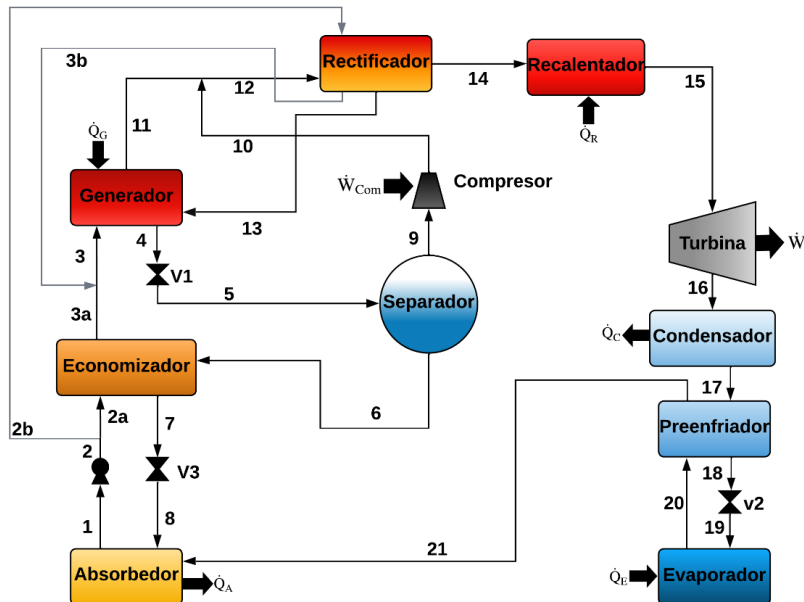 3b
Rectificador
14
Recalentador
15
12
11
Q̇G
10
Q̇R
ẆCom
Compresor
Generador
13
3
4
9
Turbina
Ẇ
V1
5
Separador
16
3a
Q̇C
Condensador
Economizador
17
6
2b
2a
7
Preenfriador
2
V3
18
20
v2
1
8
19
21
Absorbedor
Q̇A
Q̇E
Evaporador